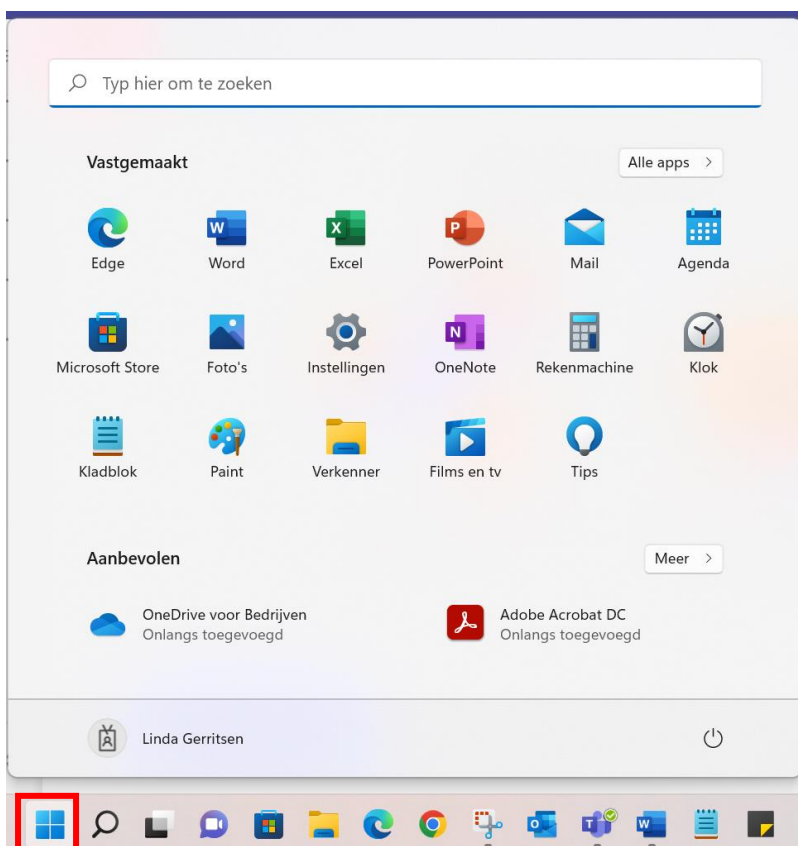 Typ hier om te zoeken
Vastgemaakt
Alle apps
Edge Word Excel PowerPoint Mail Agenda
Microsoft Store Foto's Instellingen OneNote Rekenmachine Klok
Kladblok Paint Verkenner Films en tv Tips
Aanbevolen
Meer
OneDrive voor Bedrijven
Onlangs toegevoegd
Adobe Acrobat DC
Onlangs toegevoegd
Linda Gerritsen